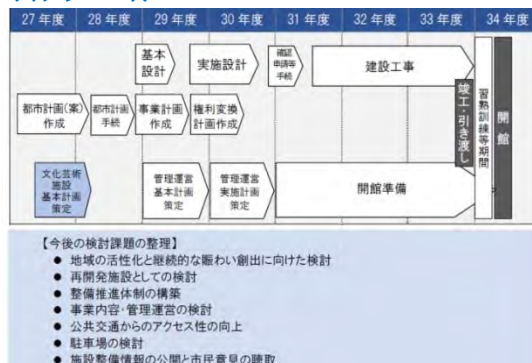 27年度 28年度 29年度 30年度 31年度 32年度 33年度 34年度
基本
設計
実施設計
確認
申請等
手続
建設工事
都市計画(案)
作成
都市計画
手続
事業計画
作成
権利変換
計画作成
竣工・引き渡し
習熟訓練等期間
開館
文化芸術
施設
基本計画
策定
管理運営
基本計画
策定
管理運営
実施計画
策定
開館準備
【今後の検討課題の整理】
● 地域の活性化と継続的な賑わい創出に向けた検討
● 再開発施設としての検討
● 整備推進体制の構築
● 事業内容・管理運営の検討
● 公共交通からのアクセス性の向上
● 駐車場の検討
● 施設整備情報の公開と市民意見の聴取